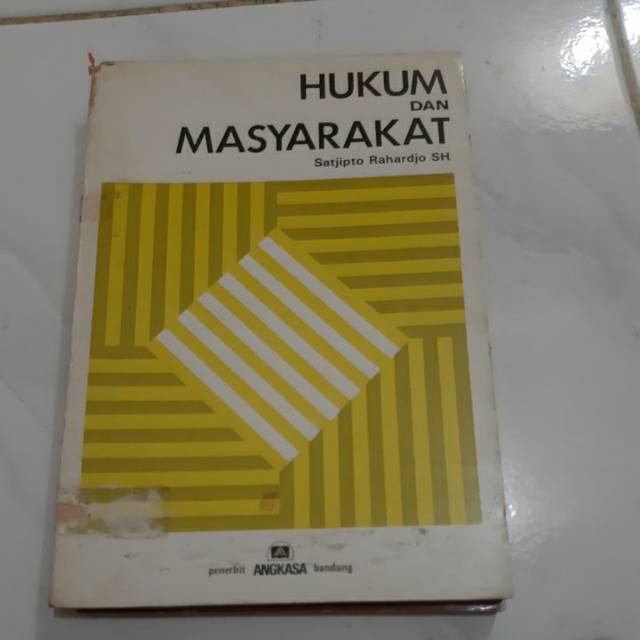 HUKUM
DAN
MASYARAKAT
Satjipto Rahardjo SH
penerbit ANGKASA bandung